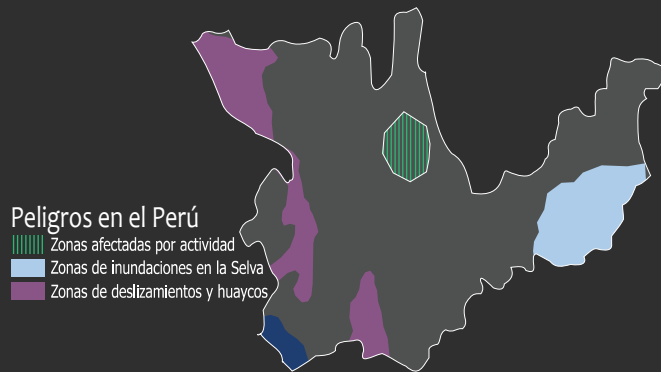 Peligros en el Perú
Zonas afectadas por actividad
Zonas de inundaciones en la Selva
Zonas de deslizamientos y huaycos